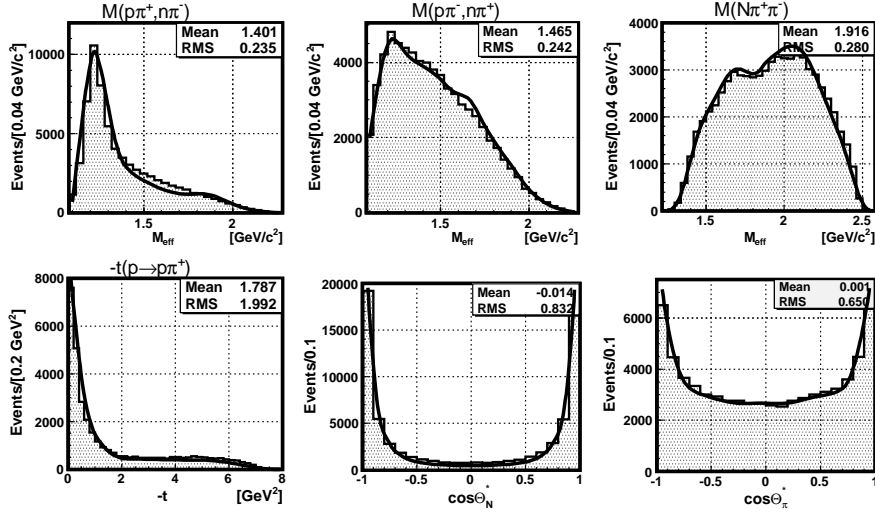 M(pπ⁺,nπ⁻)
Mean 1.401
RMS 0.235
Events/[0.04 GeV/c²]
10000
5000
0
1.5 2
M_eff [GeV/c²]
M(pπ⁻,nπ⁺)
Mean 1.465
RMS 0.242
Events/[0.04 GeV/c²]
4000
2000
0
1.5 2
M_eff [GeV/c²]
M(Nπ⁺π⁻)
Mean 1.916
RMS 0.280
Events/[0.04 GeV/c²]
4000
3000
2000
1000
0
1.5 2 2.5
M_eff [GeV/c²]
-t(p→pπ⁺)
Mean 1.787
RMS 1.992
Events/[0.2 GeV²]
8000
6000
4000
2000
0
0 2 4 6 8
-t [GeV²]
Mean -0.014
RMS 0.832
Events/0.1
20000
15000
10000
5000
0
-1 -0.5 0 0.5 1
cosΘ*_N
Mean 0.001
RMS 0.650
Events/0.1
6000
4000
2000
0
-1 -0.5 0 0.5 1
cosΘ*_π